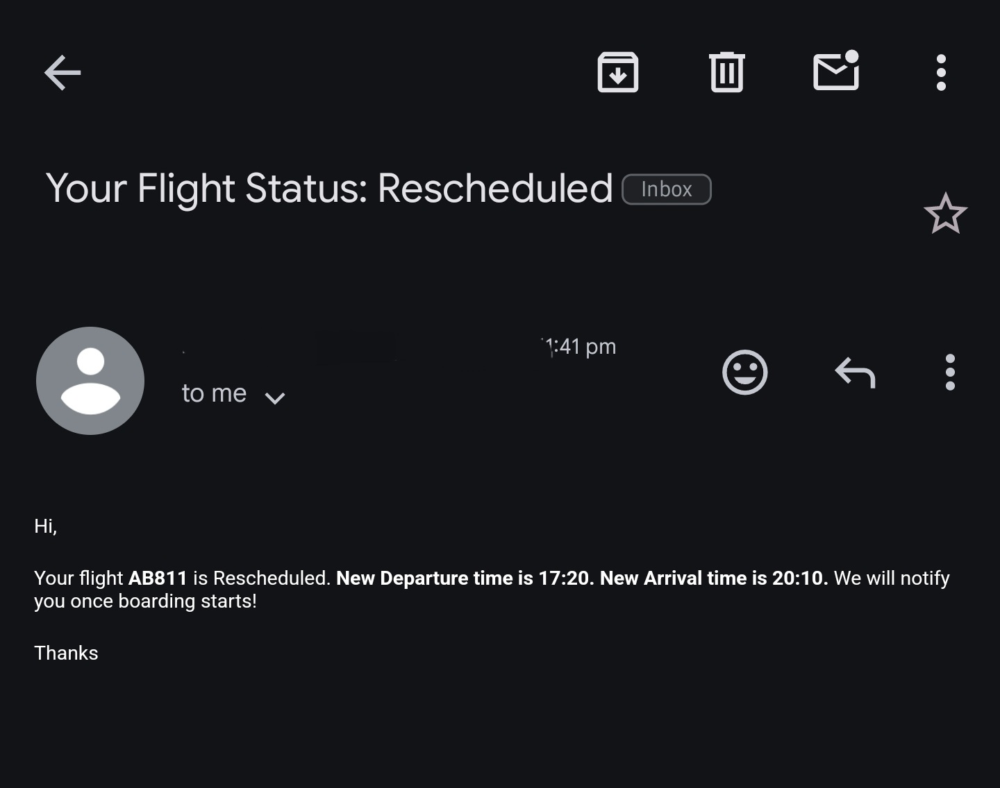 Your Flight Status: Rescheduled Inbox
1:41 pm
to me
Hi,
Your flight AB811 is Rescheduled. New Departure time is 17:20. New Arrival time is 20:10. We will notify
you once boarding starts!
Thanks